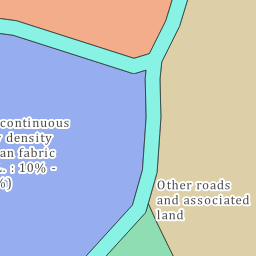 continuous
density
an fabric
. : 10% -
%)
Other roads
and associated
land